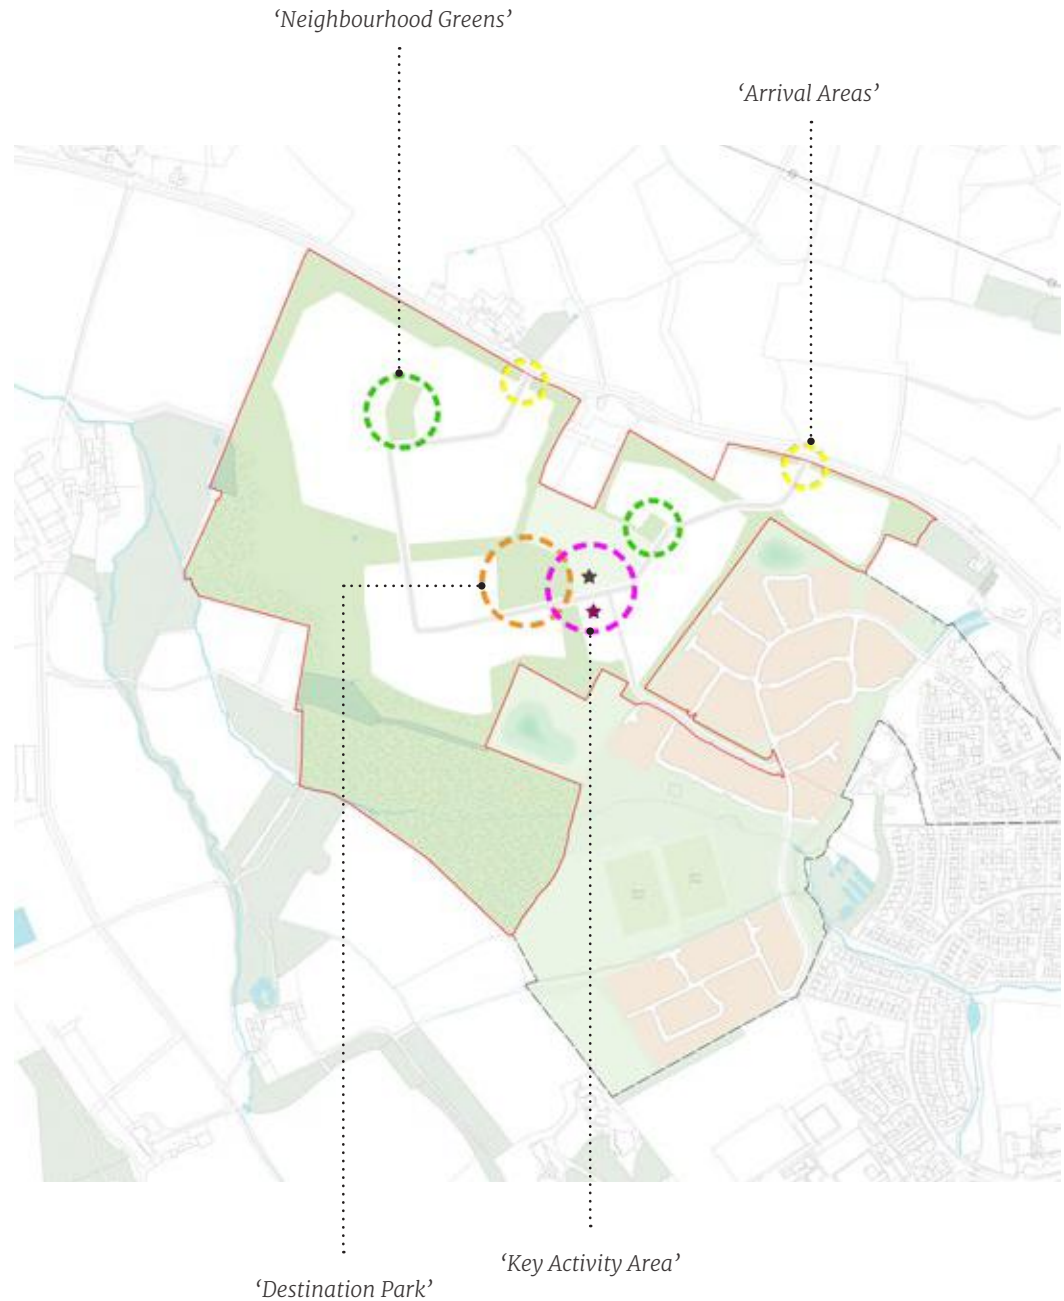 ‘Neighbourhood Greens’
‘Arrival Areas’
‘Key Activity Area’
‘Destination Park’